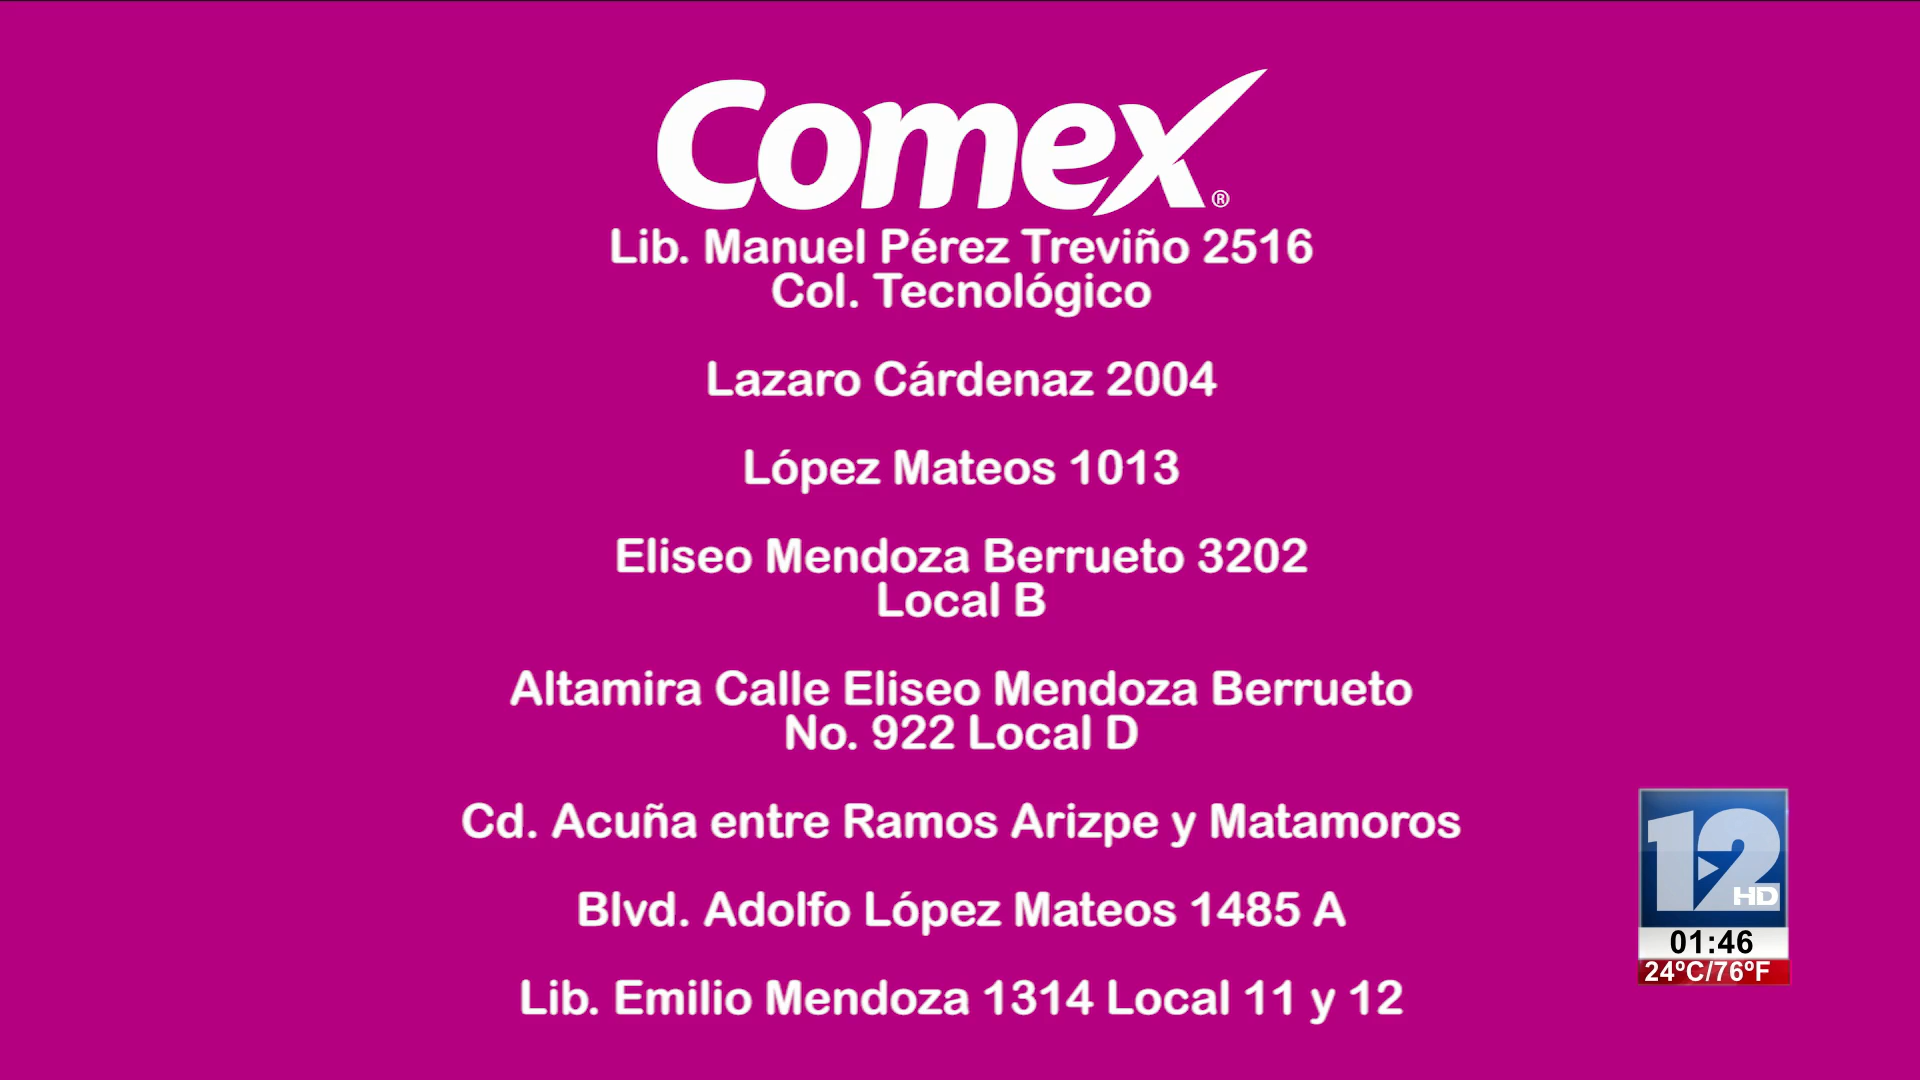 Comex®
Lib. Manuel Pérez Treviño 2516
Col. Tecnológico
Lazaro Cárdenaz 2004
López Mateos 1013
Eliseo Mendoza Berrueto 3202
Local B
Altamira Calle Eliseo Mendoza Berrueto
No. 922 Local D
Cd. Acuña entre Ramos Arizpe y Matamoros
Blvd. Adolfo López Mateos 1485 A
Lib. Emilio Mendoza 1314 Local 11 y 12
12
HD
01:46
24ºC/76ºF